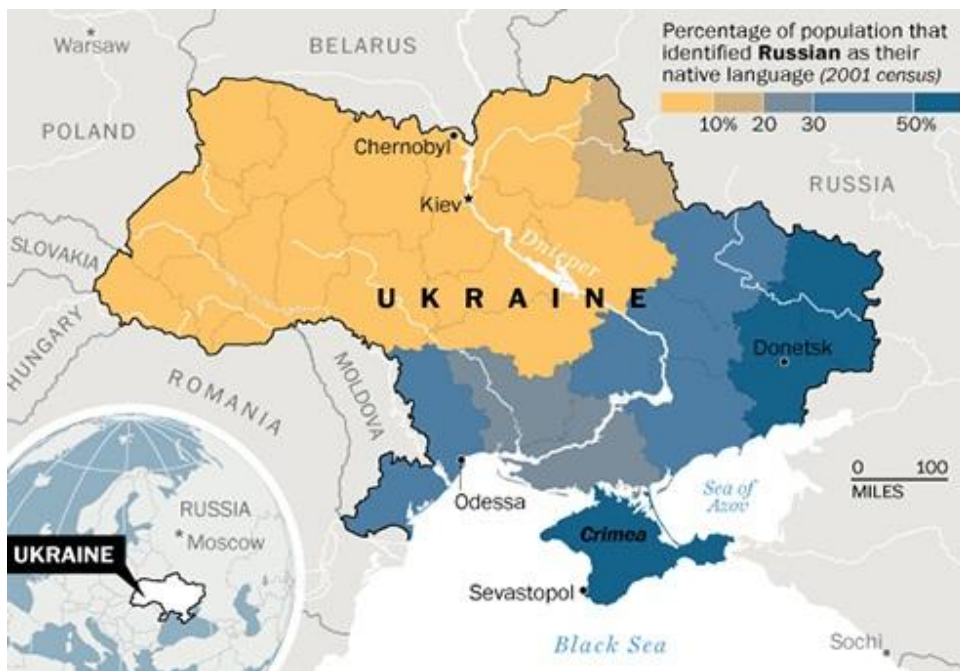 Percentage of population that
identified Russian as their
native language (2001 census)
10% 20 30 50%
Warsaw
BELARUS
POLAND
Chernobyl
RUSSIA
Kiev
SLOVAKIA
Dnieper
UKRAINE
HUNGARY
Donetsk
MOLDOVA
ROMANIA
0 100
MILES
Sea of
Azov
Odessa
RUSSIA
Moscow
Crimea
UKRAINE
Sevastopol
Black Sea
Sochi